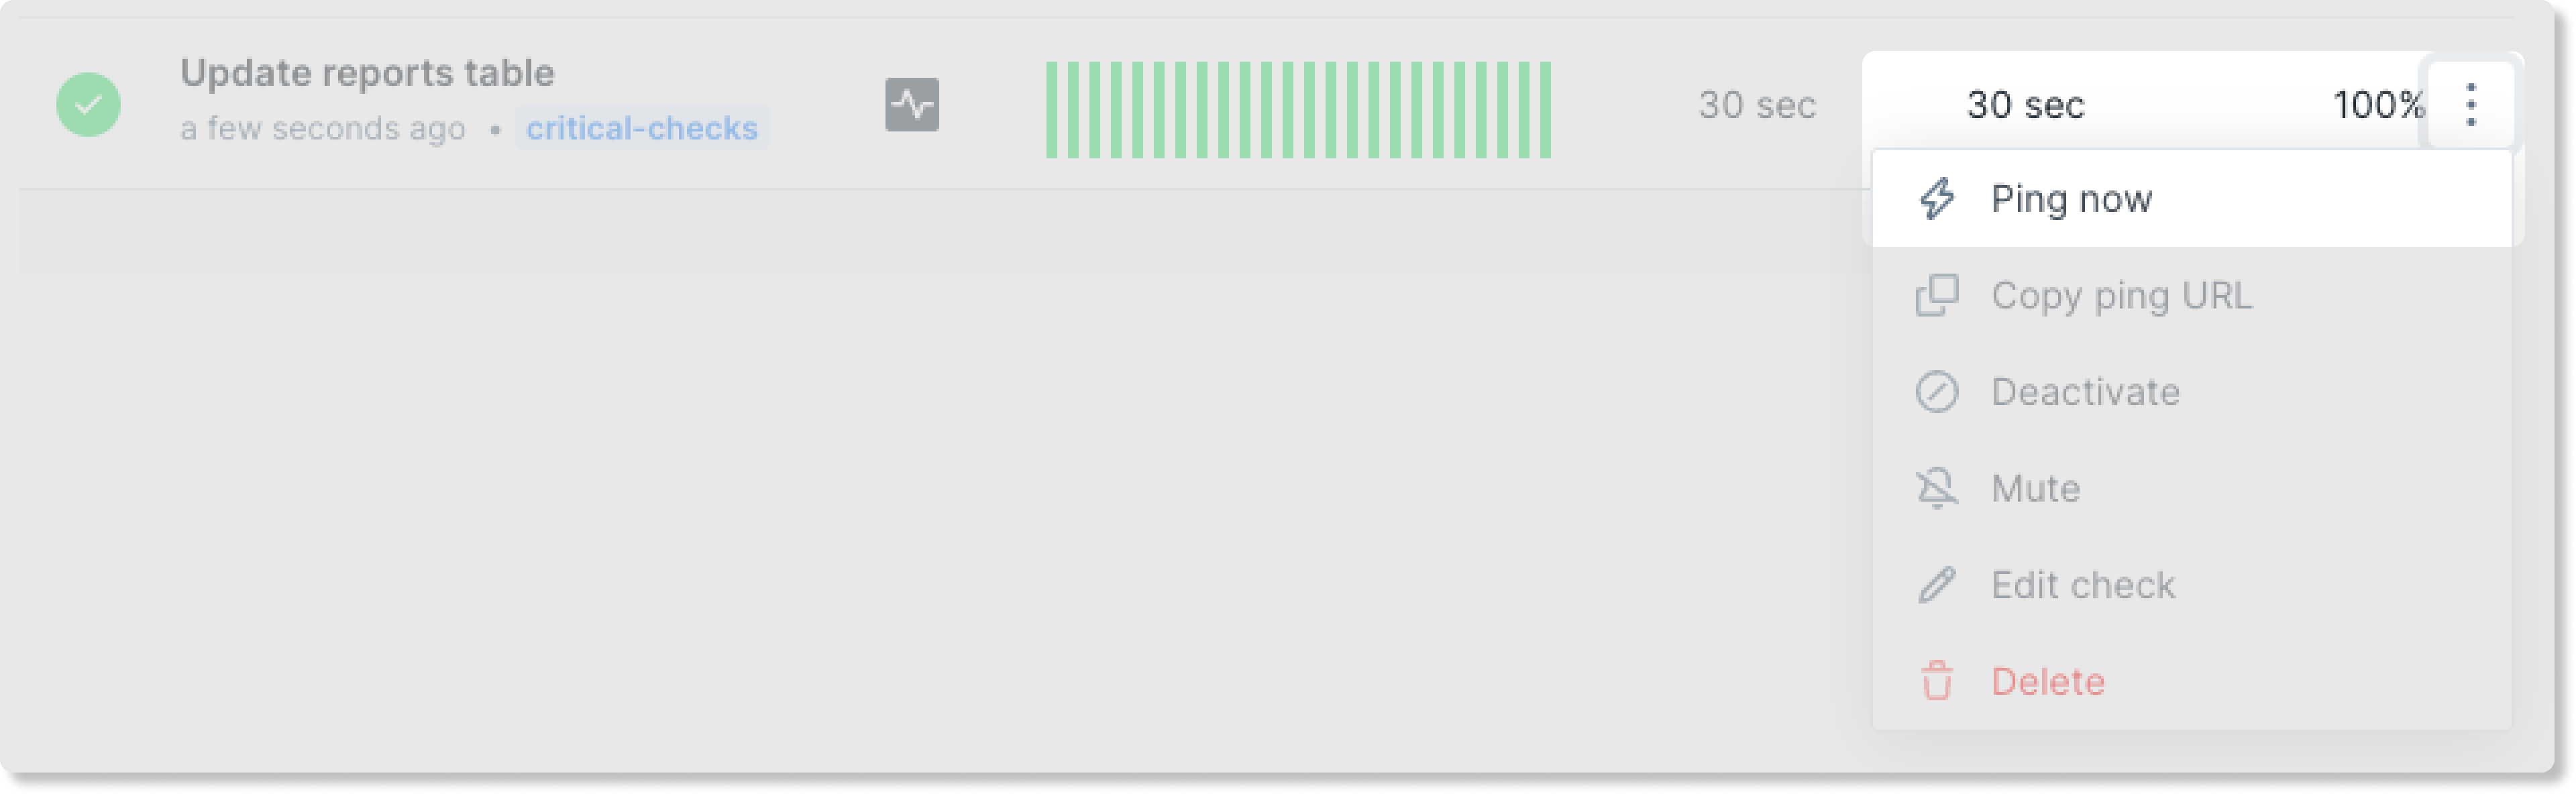 Update reports table
a few seconds ago • critical-checks
30 sec
30 sec
100%
Ping now
Copy ping URL
Deactivate
Mute
Edit check
Delete